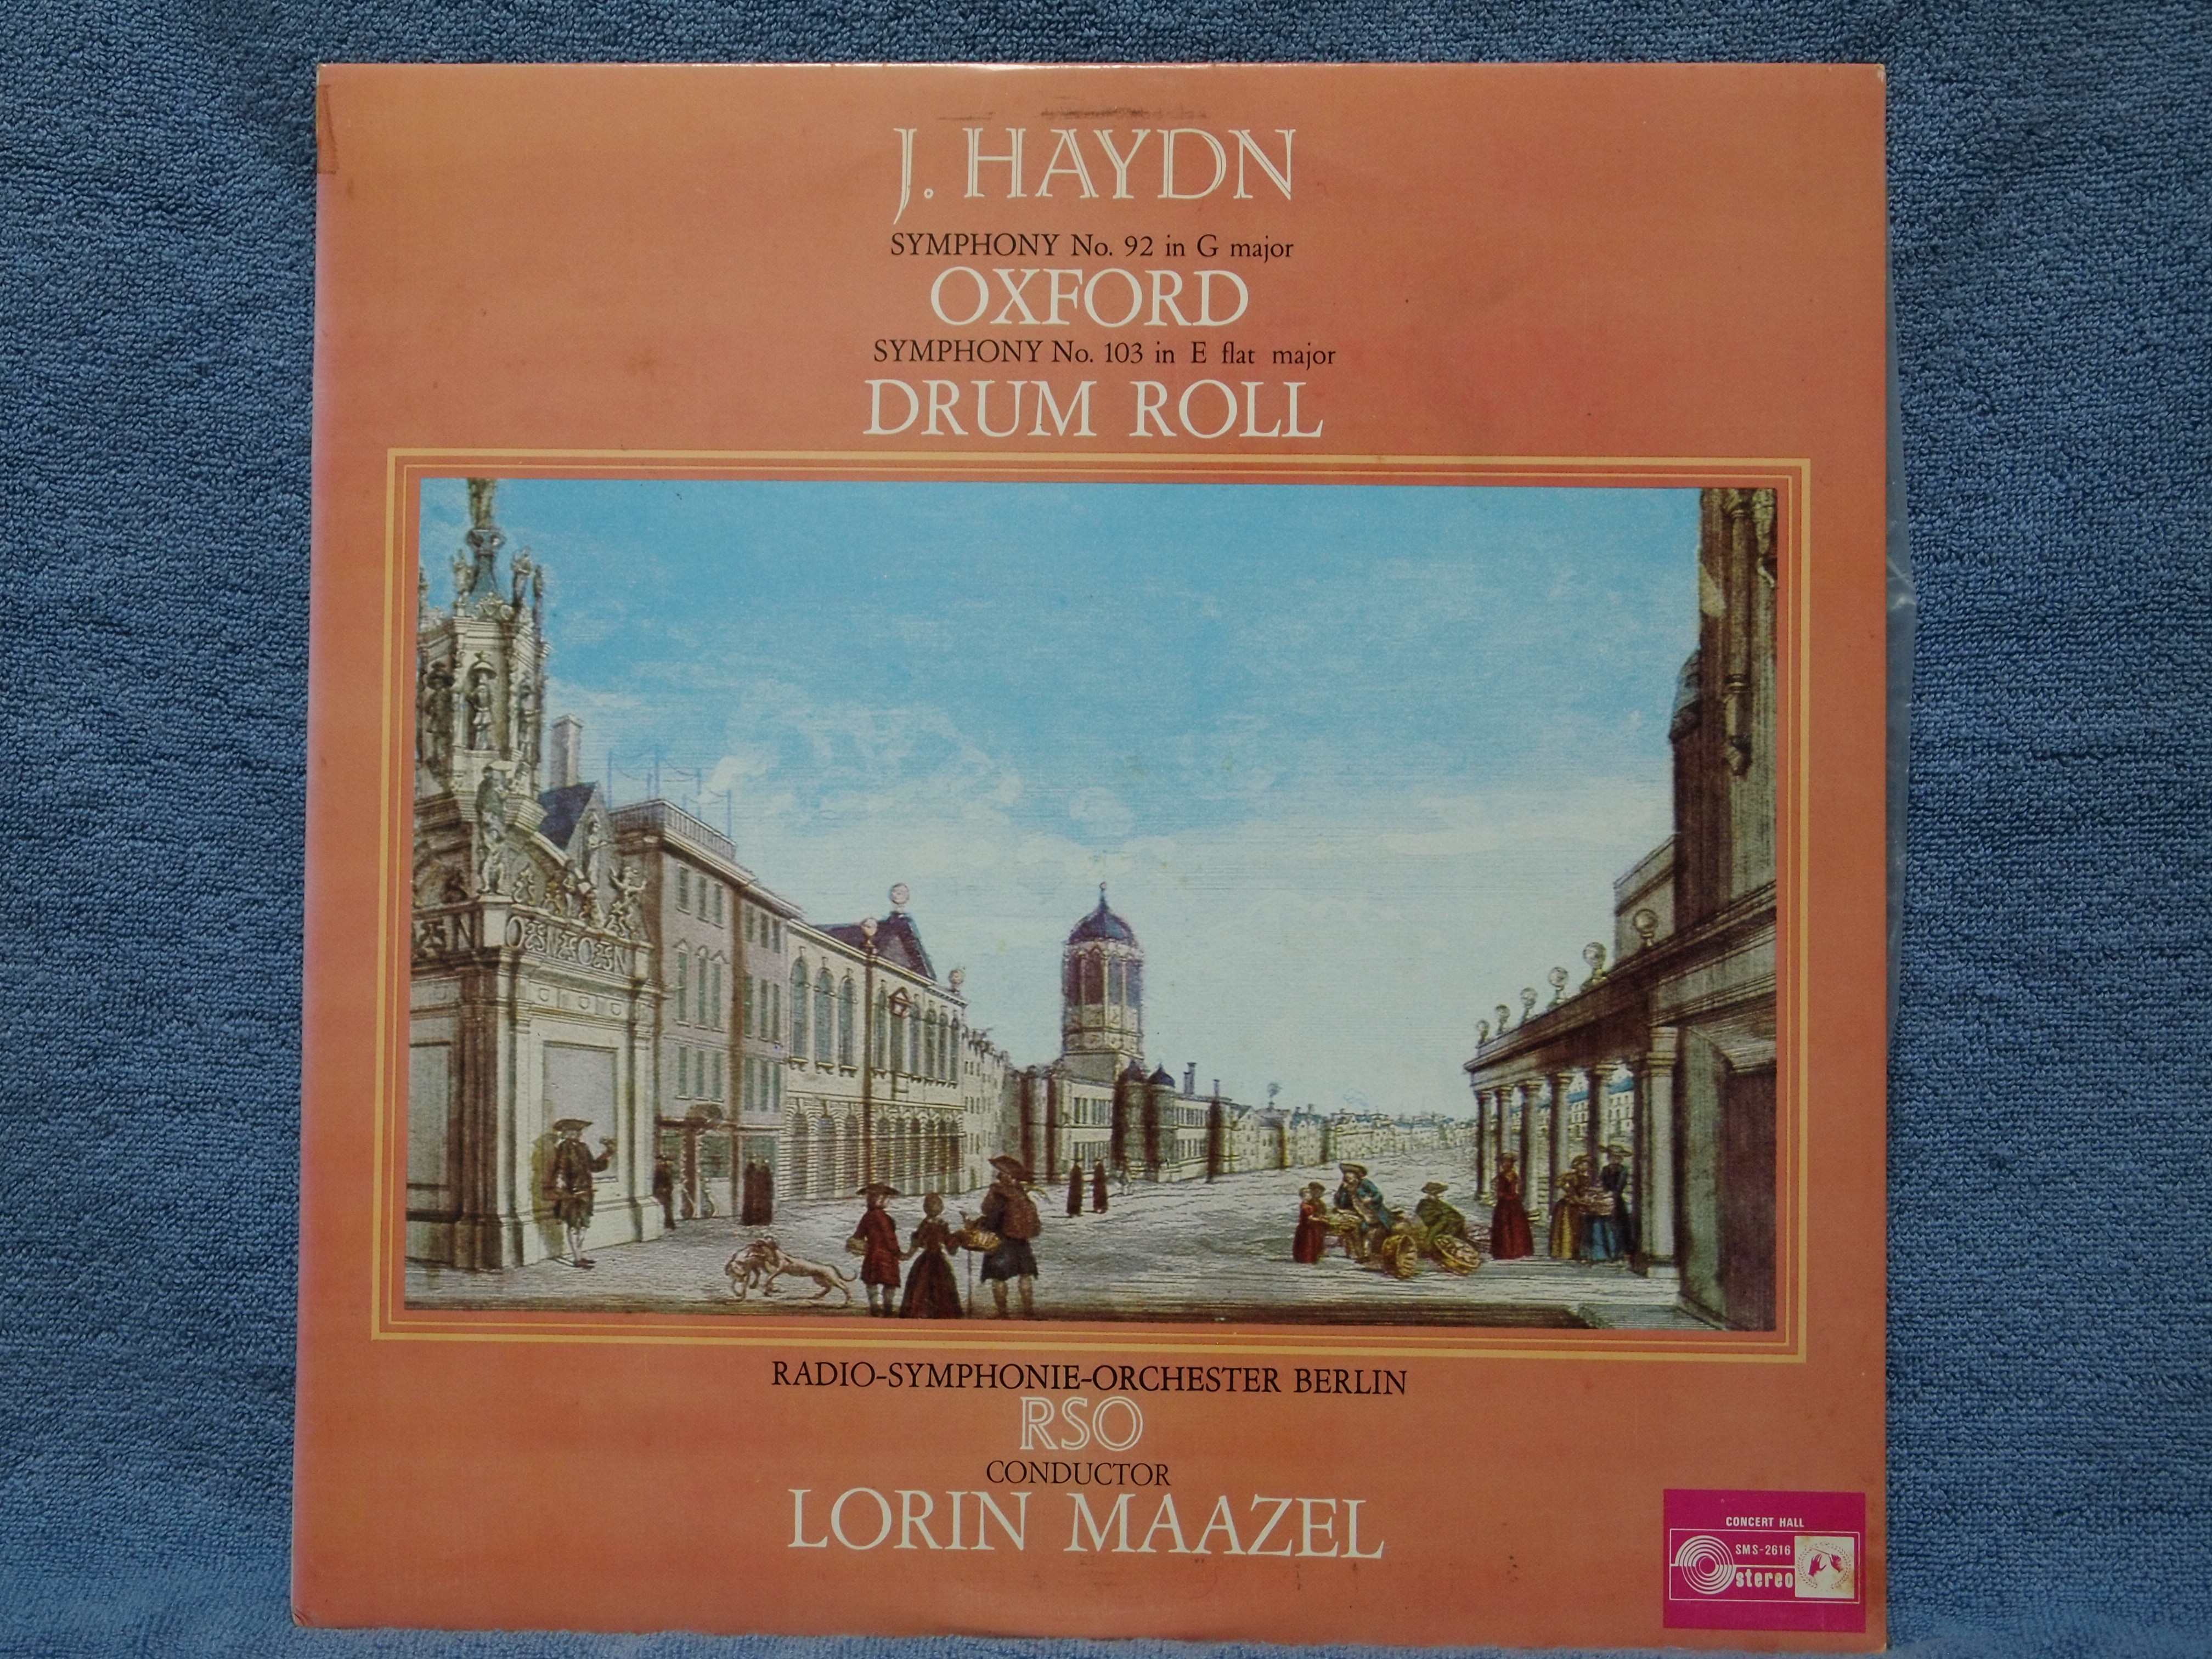 J. HAYDN
SYMPHONY No. 92 in G major
OXFORD
SYMPHONY No. 103 in E flat major
DRUM ROLL
RADIO-SYMPHONIE-ORCHESTER BERLIN
RSO
CONDUCTOR
LORIN MAAZEL
CONCERT HALL
SMS-2616
stereo